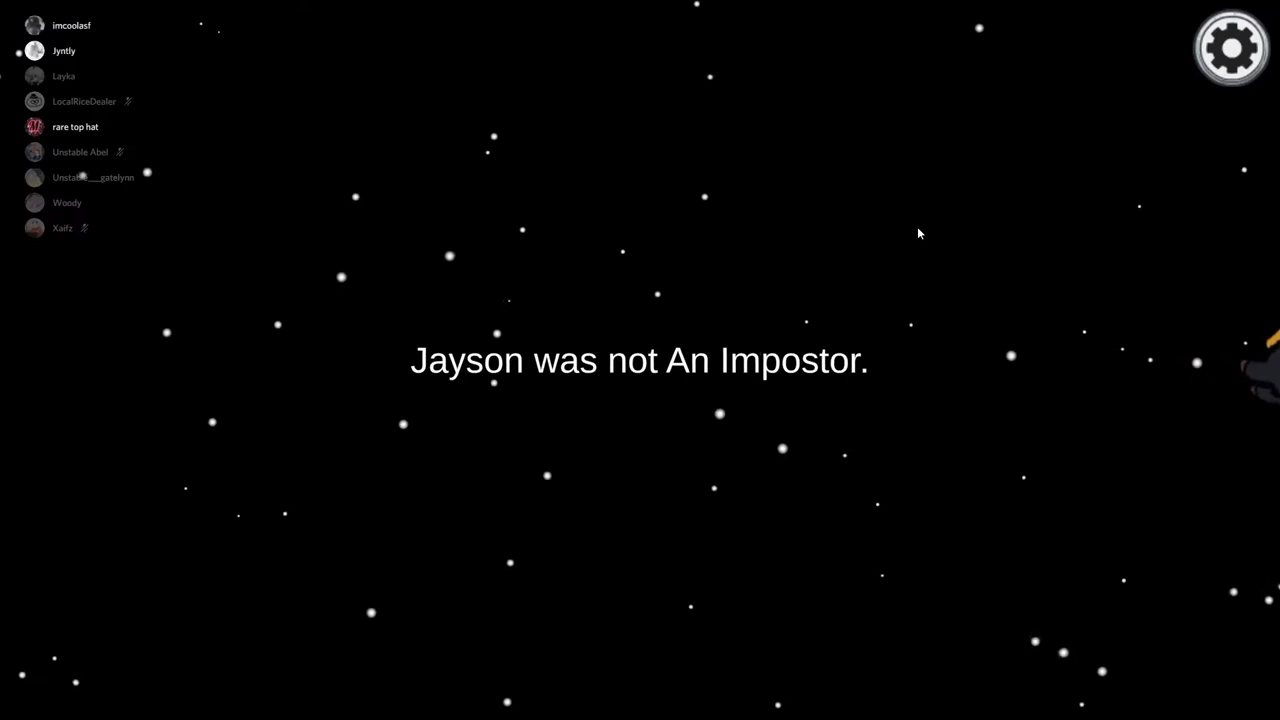 imcoolasf
Jyntly
Layka
LocalRiceDealer
rare top hat
Unstable Abel
Woody
Xaifz
Jayson was not An Impostor.